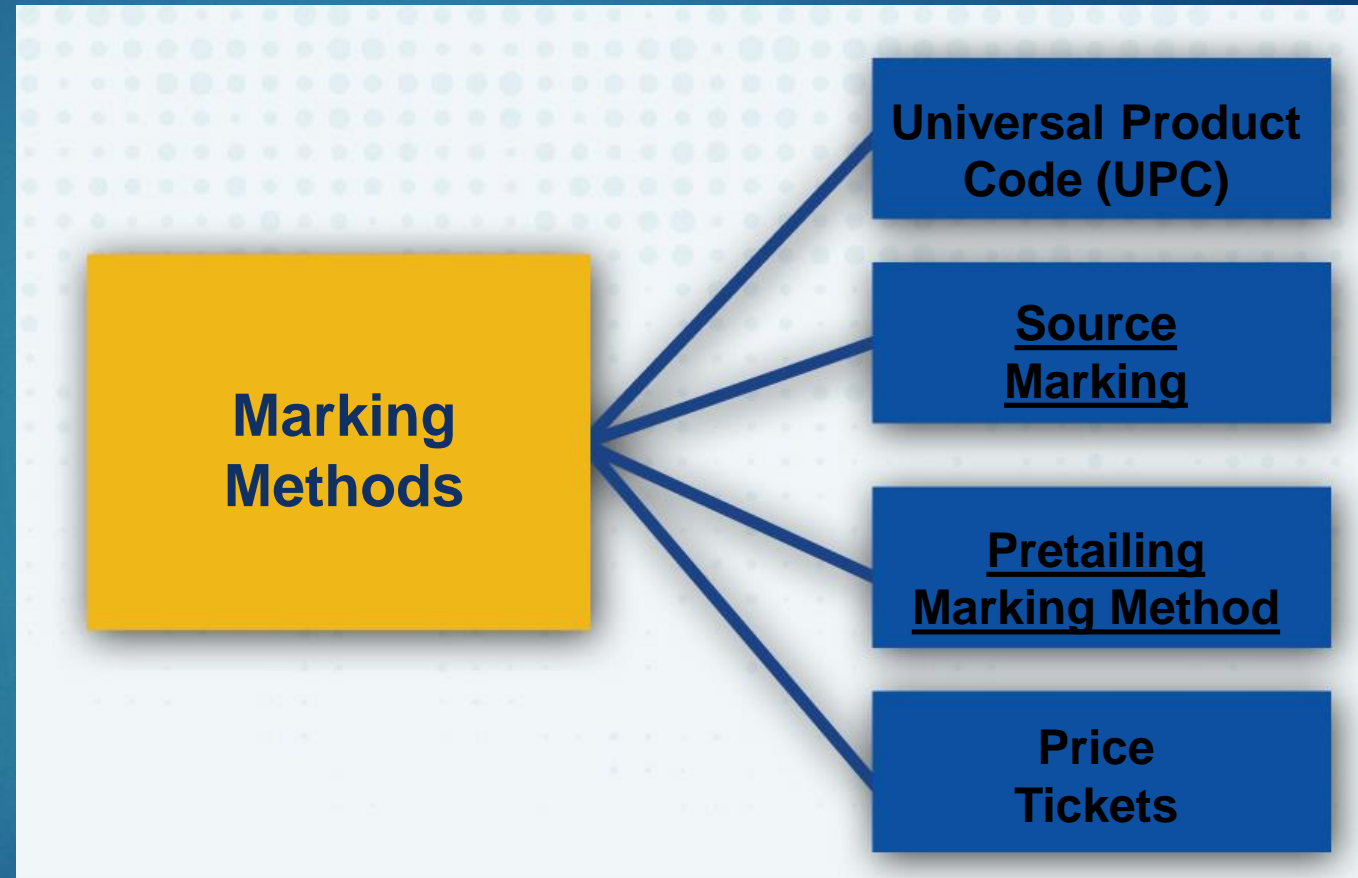 Marking
Methods
Universal Product
Code (UPC)
Source
Marking
Pretailing
Marking Method
Price
Tickets